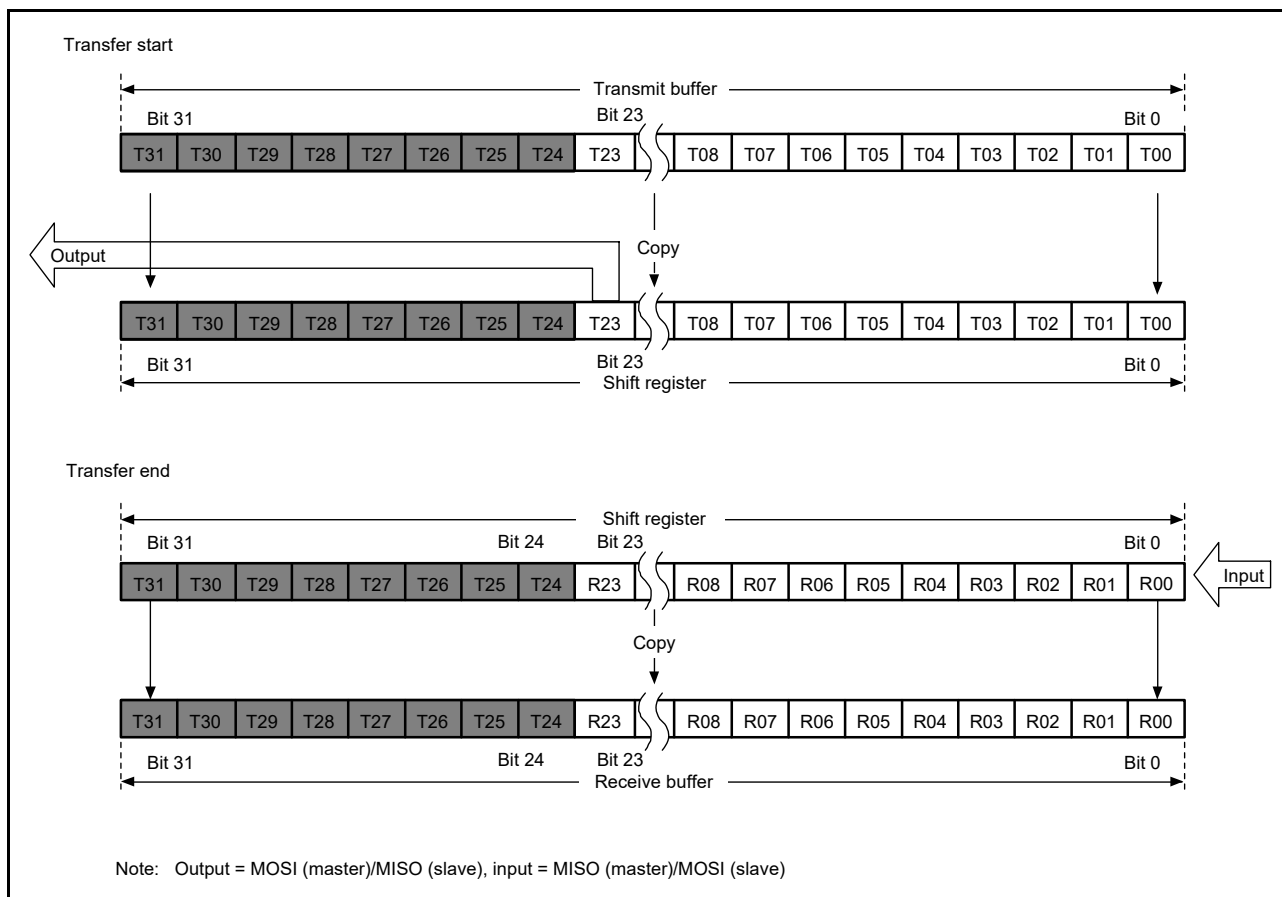 Transfer start
Transmit buffer
Bit 31 Bit 23 Bit 0
T31 T30 T29 T28 T27 T26 T25 T24 T23 T08 T07 T06 T05 T04 T03 T02 T01 T00
Output Copy
T31 T30 T29 T28 T27 T26 T25 T24 T23 T08 T07 T06 T05 T04 T03 T02 T01 T00
Bit 31 Bit 23 Bit 0
Shift register
Transfer end
Shift register
Bit 31 Bit 24 Bit 23 Bit 0
T31 T30 T29 T28 T27 T26 T25 T24 R23 R08 R07 R06 R05 R04 R03 R02 R01 R00 Input
Copy
T31 T30 T29 T28 T27 T26 T25 T24 R23 R08 R07 R06 R05 R04 R03 R02 R01 R00
Bit 31 Bit 24 Bit 23 Bit 0
Receive buffer
Note: Output = MOSI (master)/MISO (slave), input = MISO (master)/MOSI (slave)